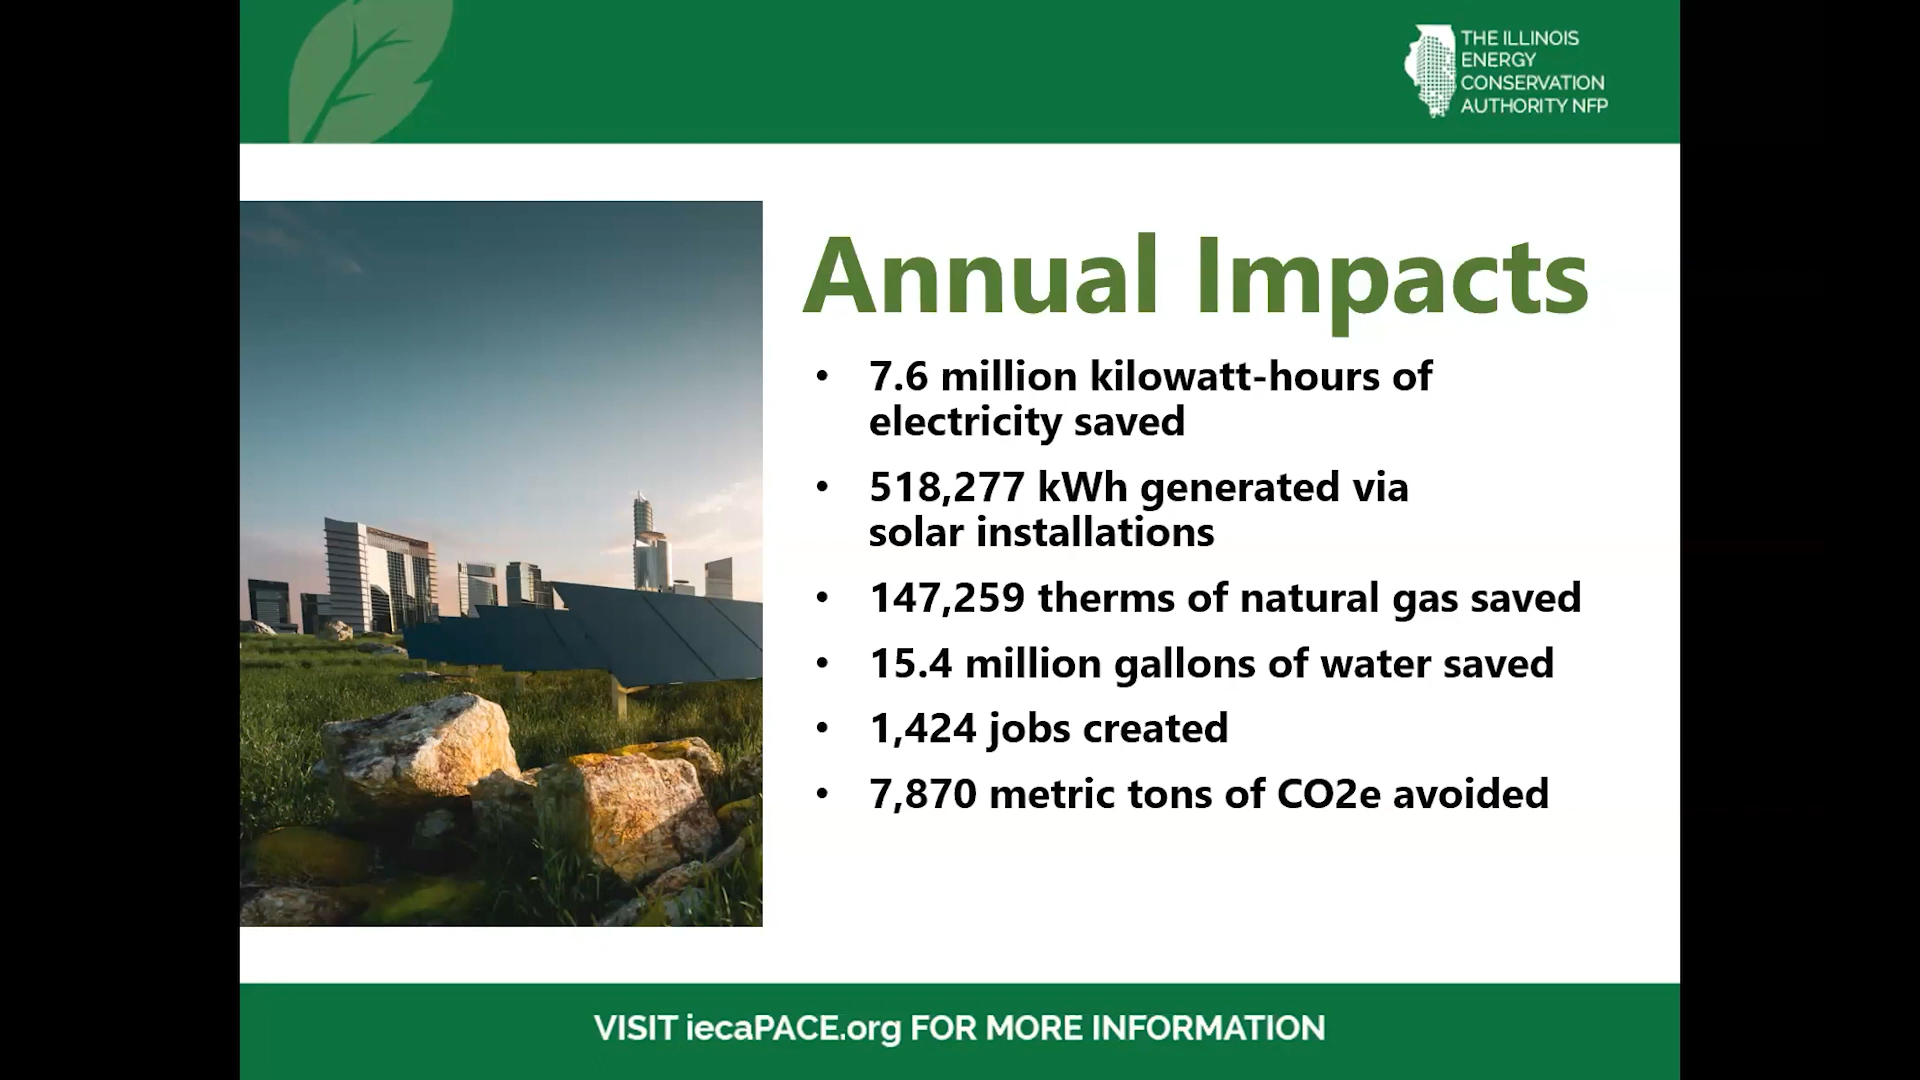 THE ILLINOIS
ENERGY
CONSERVATION
AUTHORITY NFP
Annual Impacts
• 7.6 million kilowatt-hours of
electricity saved
• 518,277 kWh generated via
solar installations
• 147,259 therms of natural gas saved
• 15.4 million gallons of water saved
• 1,424 jobs created
• 7,870 metric tons of CO2e avoided
VISIT iecaPACE.org FOR MORE INFORMATION